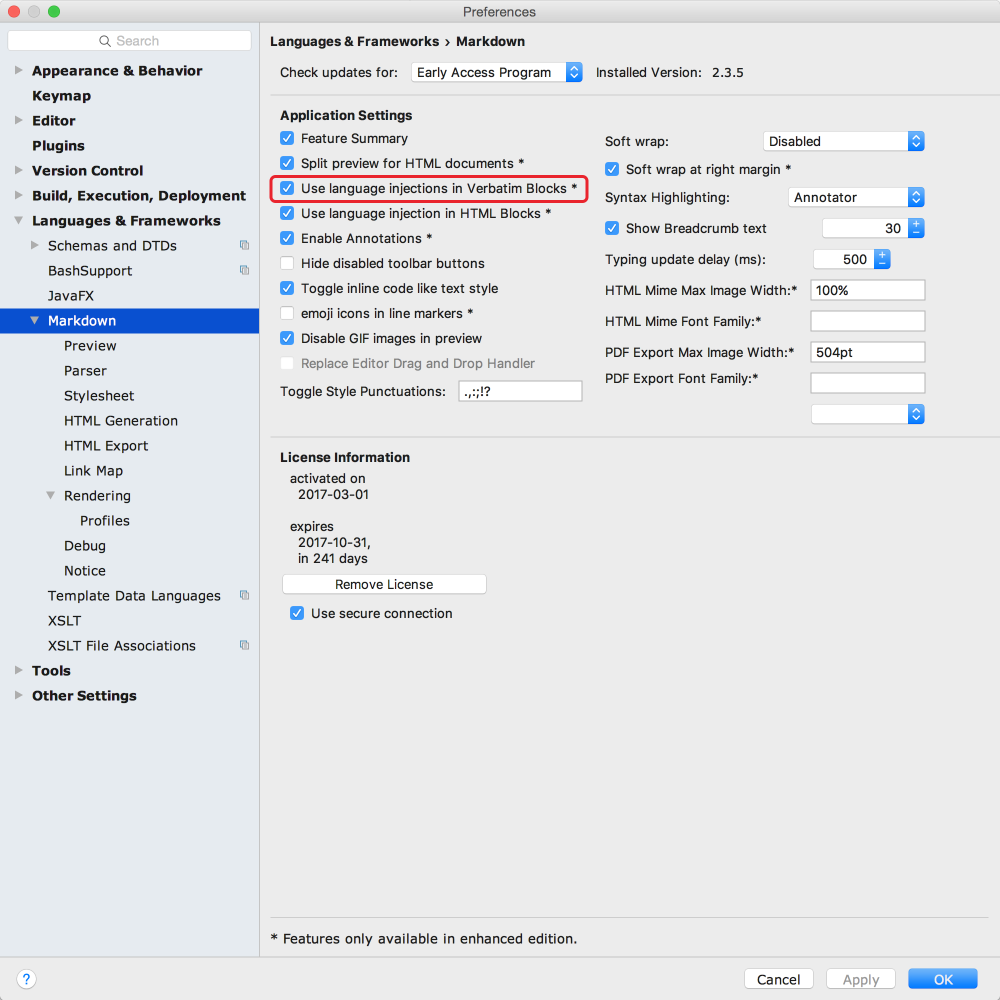 Preferences
Search
Appearance & Behavior
Keymap
Editor
Plugins
Version Control
Build, Execution, Deployment
Languages & Frameworks
Schemas and DTDs
BashSupport
JavaFX
Markdown
Preview
Parser
Stylesheet
HTML Generation
HTML Export
Link Map
Rendering
Profiles
Debug
Notice
Template Data Languages
XSLT
XSLT File Associations
Tools
Other Settings
Languages & Frameworks › Markdown
Check updates for: Early Access Program Installed Version: 2.3.5
Application Settings
Feature Summary
Split preview for HTML documents *
Use language injections in Verbatim Blocks *
Use language injection in HTML Blocks *
Enable Annotations *
Hide disabled toolbar buttons
Toggle inline code like text style
emoji icons in line markers *
Disable GIF images in preview
Replace Editor Drag and Drop Handler
Toggle Style Punctuations: .,:;!?
Soft wrap: Disabled
Soft wrap at right margin *
Syntax Highlighting: Annotator
Show Breadcrumb text 30
Typing update delay (ms): 500
HTML Mime Max Image Width:* 100%
HTML Mime Font Family:*
PDF Export Max Image Width:* 504pt
PDF Export Font Family:*
License Information
activated on
2017-03-01
expires
2017-10-31,
in 241 days
Remove License
Use secure connection
* Features only available in enhanced edition.
?
Cancel
Apply
OK